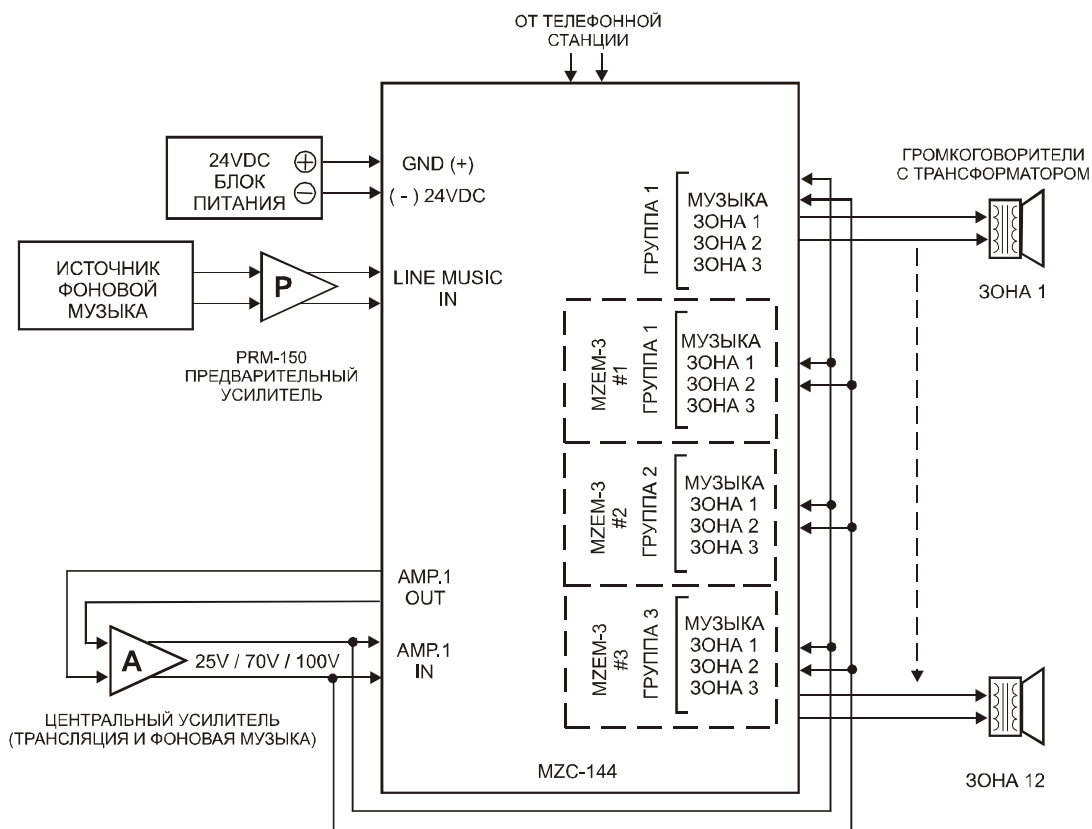 ОТ ТЕЛЕФОННОЙ
СТАНЦИИ
24VDC
БЛОК
ПИТАНИЯ
GND (+)
( - ) 24VDC
ИСТОЧНИК
ФОНОВОЙ
МУЗЫКА
P
LINE MUSIC
IN
PRM-150
ПРЕДВАРИТЕЛЬНЫЙ
УСИЛИТЕЛЬ
ГРУППА 1
МУЗЫКА
ЗОНА 1
ЗОНА 2
ЗОНА 3
ГРОМКОГОВОРИТЕЛИ
С ТРАНСФОРМАТОРОМ
ЗОНА 1
MZEM-3
#1
ГРУППА 1
МУЗЫКА
ЗОНА 1
ЗОНА 2
ЗОНА 3
MZEM-3
#2
ГРУППА 2
МУЗЫКА
ЗОНА 1
ЗОНА 2
ЗОНА 3
MZEM-3
#3
ГРУППА 3
МУЗЫКА
ЗОНА 1
ЗОНА 2
ЗОНА 3
AMP.1
OUT
AMP.1
IN
A
25V / 70V / 100V
ЦЕНТРАЛЬНЫЙ УСИЛИТЕЛЬ
(ТРАНСЛЯЦИЯ И ФОНОВАЯ МУЗЫКА)
MZC-144
ЗОНА 12